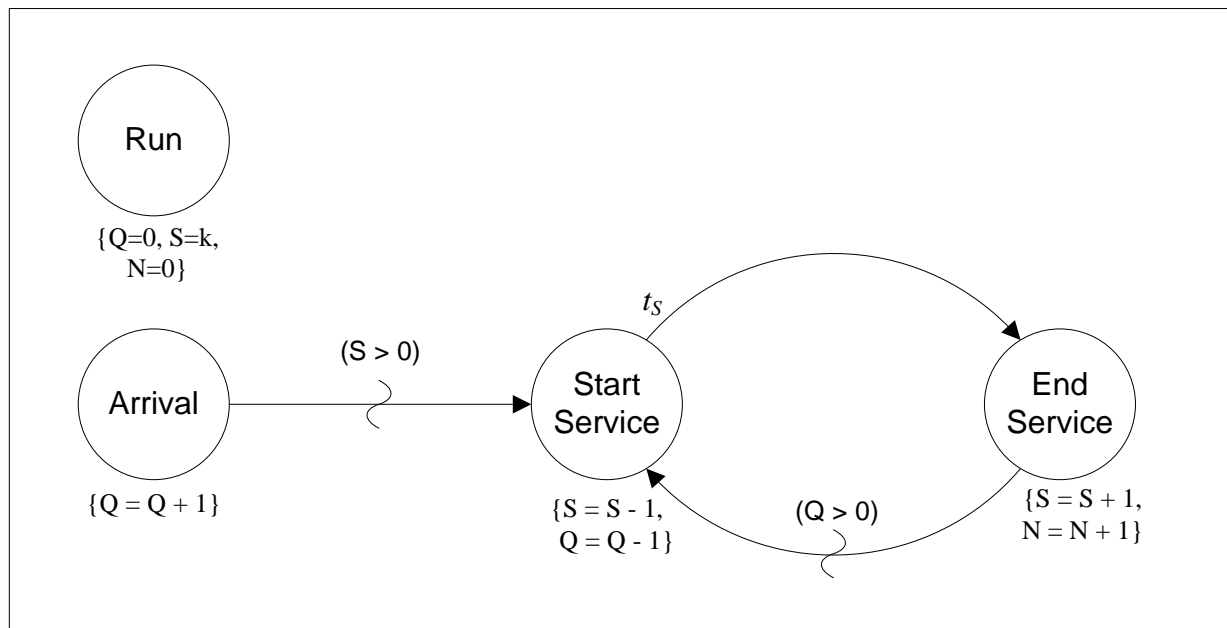 Run
{Q=0, S=k,
N=0}
t_S
(S > 0)
Arrival
Start
Service
End
Service
{Q = Q + 1}
{S = S - 1,
Q = Q - 1}
(Q > 0)
{S = S + 1,
N = N + 1}